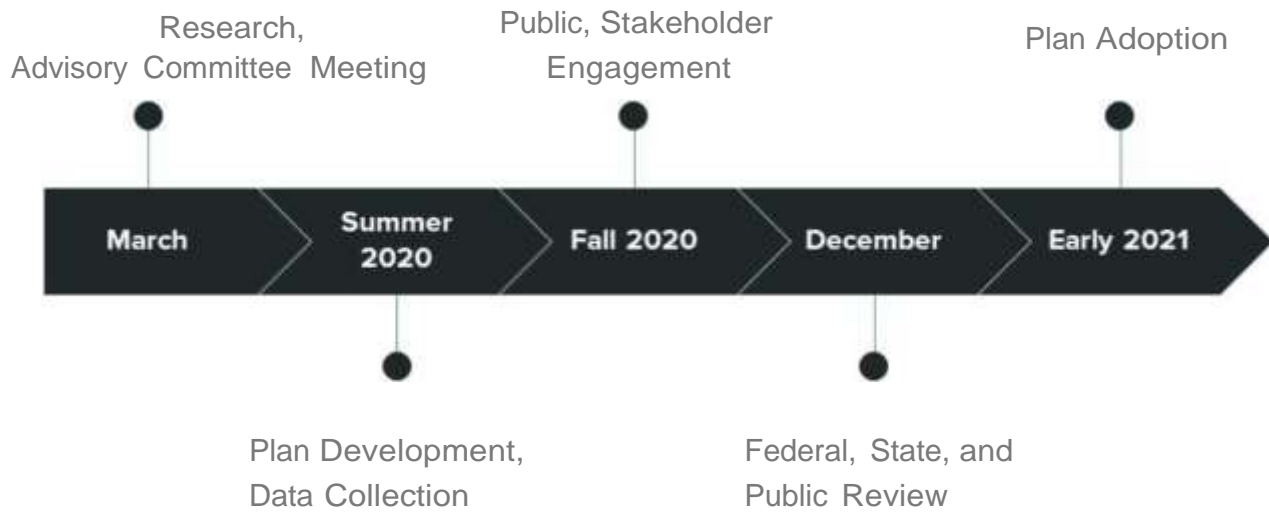 Research,
Advisory Committee Meeting
Public, Stakeholder
Engagement
Plan Adoption
March
Summer
2020
Fall 2020
December
Early 2021
Plan Development,
Data Collection
Federal, State, and
Public Review